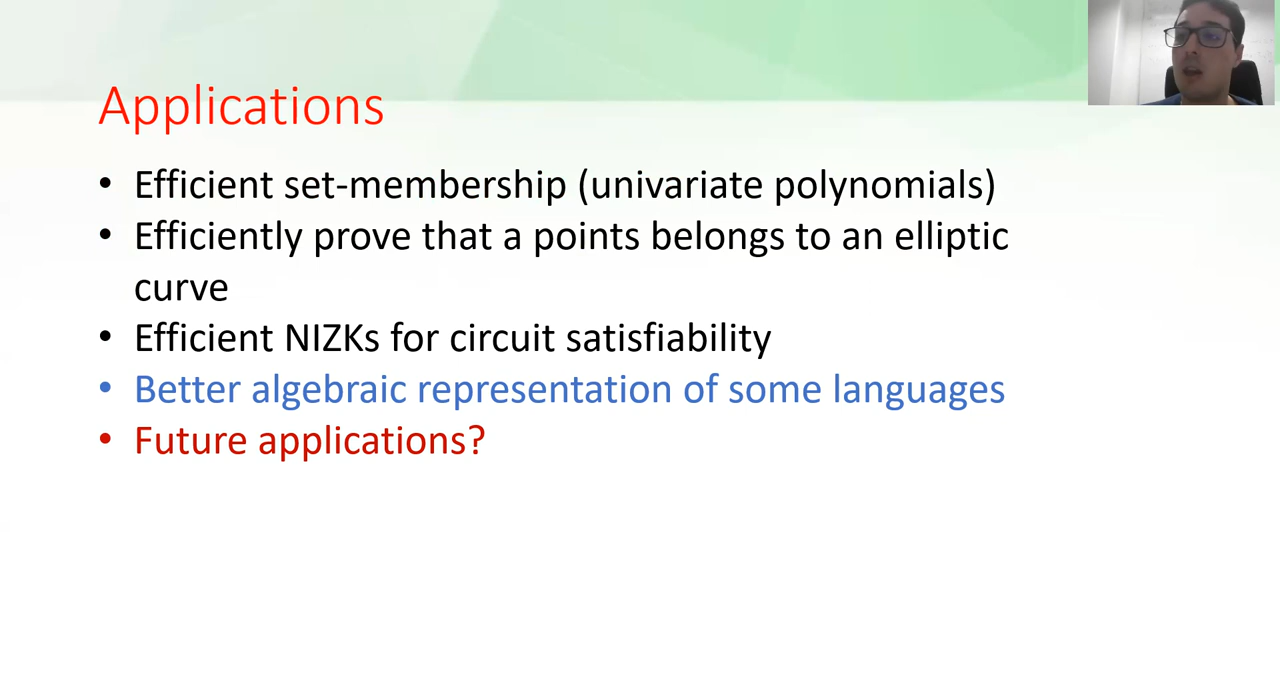 Applications
• Efficient set-membership (univariate polynomials)
• Efficiently prove that a points belongs to an elliptic
curve
• Efficient NIZKs for circuit satisfiability
• Better algebraic representation of some languages
• Future applications?